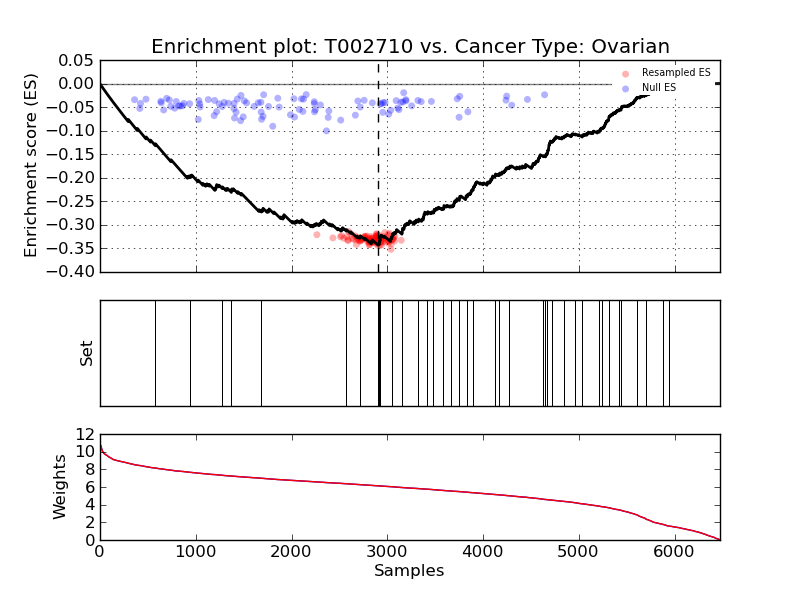 Enrichment plot: T002710 vs. Cancer Type: Ovarian
Enrichment score (ES)
0.05
0.00
−0.05
−0.10
−0.15
−0.20
−0.25
−0.30
−0.35
−0.40
Resampled ES
Null ES
Set
Weights
12
10
8
6
4
2
0
0 1000 2000 3000 4000 5000 6000
Samples